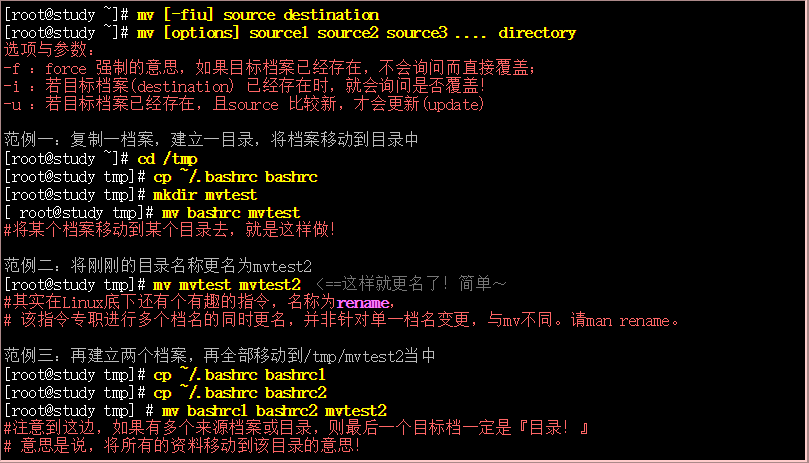 [root@study ~]# mv [-fiu] source destination
[root@study ~]# mv [options] source1 source2 source3 .... directory
选项与参数：
-f ：force 强制的意思，如果目标档案已经存在，不会询问而直接覆盖；
-i ：若目标档案(destination) 已经存在时，就会询问是否覆盖！
-u ：若目标档案已经存在，且source 比较新，才会更新(update)
范例一：复制一档案，建立一目录，将档案移动到目录中
[root@study ~]# cd /tmp
[root@study tmp]# cp ~/.bashrc bashrc
[root@study tmp]# mkdir mvtest
[ root@study tmp]# mv bashrc mvtest
#将某个档案移动到某个目录去，就是这样做！
范例二：将刚刚的目录名称更名为mvtest2
[root@study tmp]# mv mvtest mvtest2 <==这样就更名了！简单～
#其实在Linux底下还有个有趣的指令，名称为rename，
# 该指令专职进行多个档名的同时更名，并非针对单一档名变更，与mv不同。请man rename。
范例三：再建立两个档案，再全部移动到/tmp/mvtest2当中
[root@study tmp]# cp ~/.bashrc bashrc1
[root@study tmp]# cp ~/.bashrc bashrc2
[root@study tmp] # mv bashrc1 bashrc2 mvtest2
#注意到这边，如果有多个来源档案或目录，则最后一个目标档一定是『目录！』
# 意思是说，将所有的资料移动到该目录的意思！